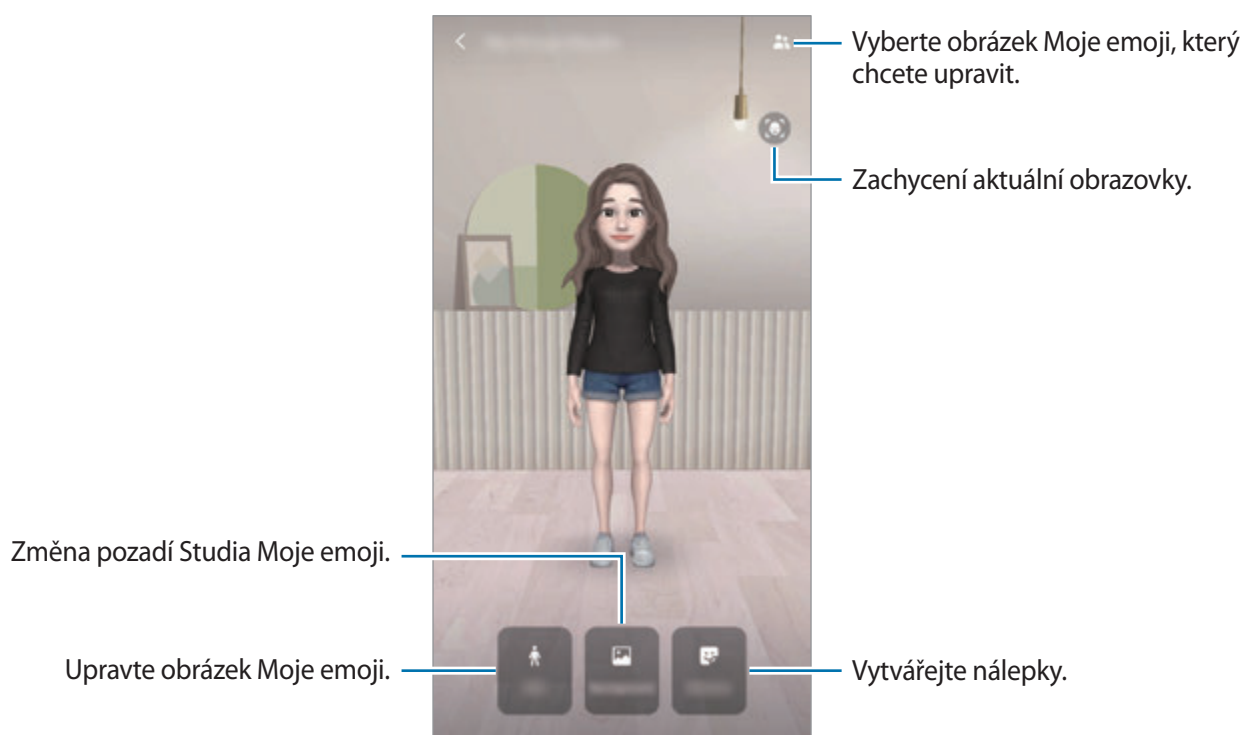 Vyberte obrázek Moje emoji, který
chcete upravit.
Zachycení aktuální obrazovky.
Změna pozadí Studia Moje emoji.
Upravte obrázek Moje emoji.
Vytvářejte nálepky.